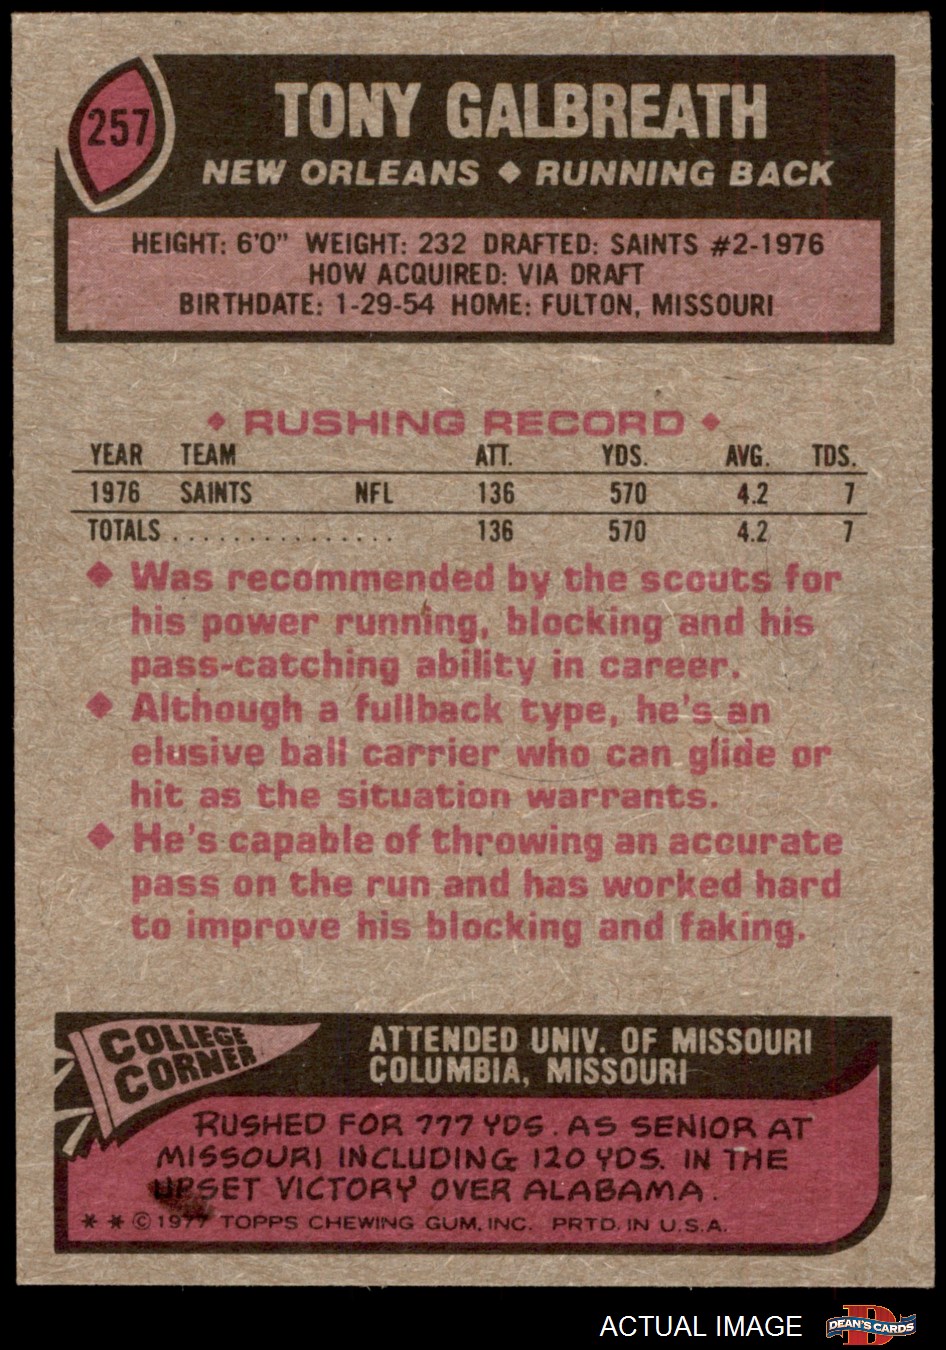 257
TONY GALBREATH
NEW ORLEANS ◆ RUNNING BACK
HEIGHT: 6'0" WEIGHT: 232 DRAFTED: SAINTS #2-1976
HOW ACQUIRED: VIA DRAFT
BIRTHDATE: 1-29-54 HOME: FULTON, MISSOURI
◆ RUSHING RECORD ◆
YEAR TEAM ATT. YDS. AVG. TDS.
1976 SAINTS NFL 136 570 4.2 7
TOTALS . . . . . . . . . . . . . . . 136 570 4.2 7
◆ Was recommended by the scouts for
his power running, blocking and his
pass-catching ability in career.
◆ Although a fullback type, he's an
elusive ball carrier who can glide or
hit as the situation warrants.
◆ He's capable of throwing an accurate
pass on the run and has worked hard
to improve his blocking and faking.
COLLEGE
CORNER
ATTENDED UNIV. OF MISSOURI
COLUMBIA, MISSOURI
RUSHED FOR 777 YDS. AS SENIOR AT
MISSOURI INCLUDING 120 YDS. IN THE
UPSET VICTORY OVER ALABAMA.
* * © 1977 TOPPS CHEWING GUM, INC. PRTD. IN U.S.A.
ACTUAL IMAGE
D
DEAN'S CARDS